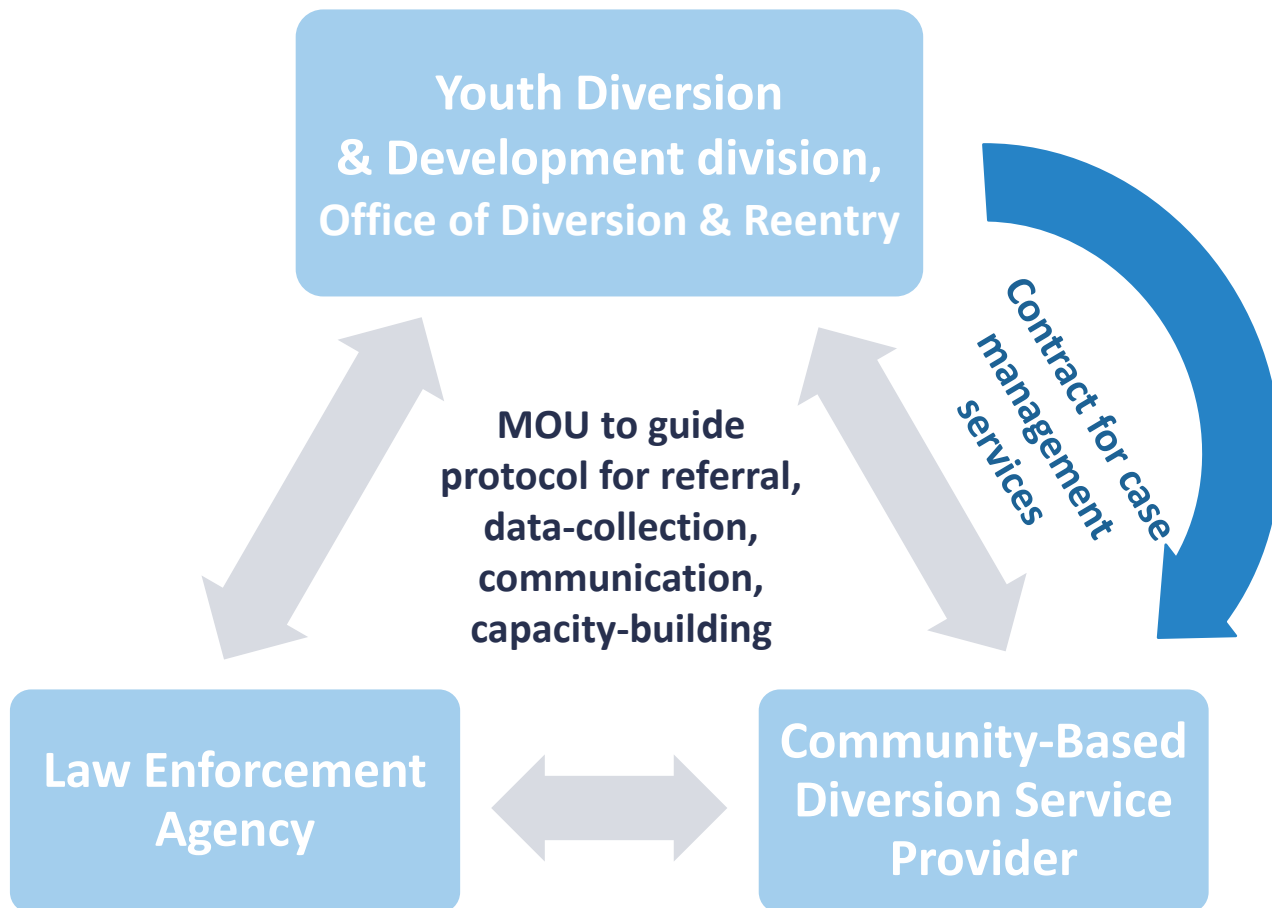 Youth Diversion
& Development division,
Office of Diversion & Reentry
Contract for case
management
services
MOU to guide
protocol for referral,
data-collection,
communication,
capacity-building
Law Enforcement
Agency
Community-Based
Diversion Service
Provider